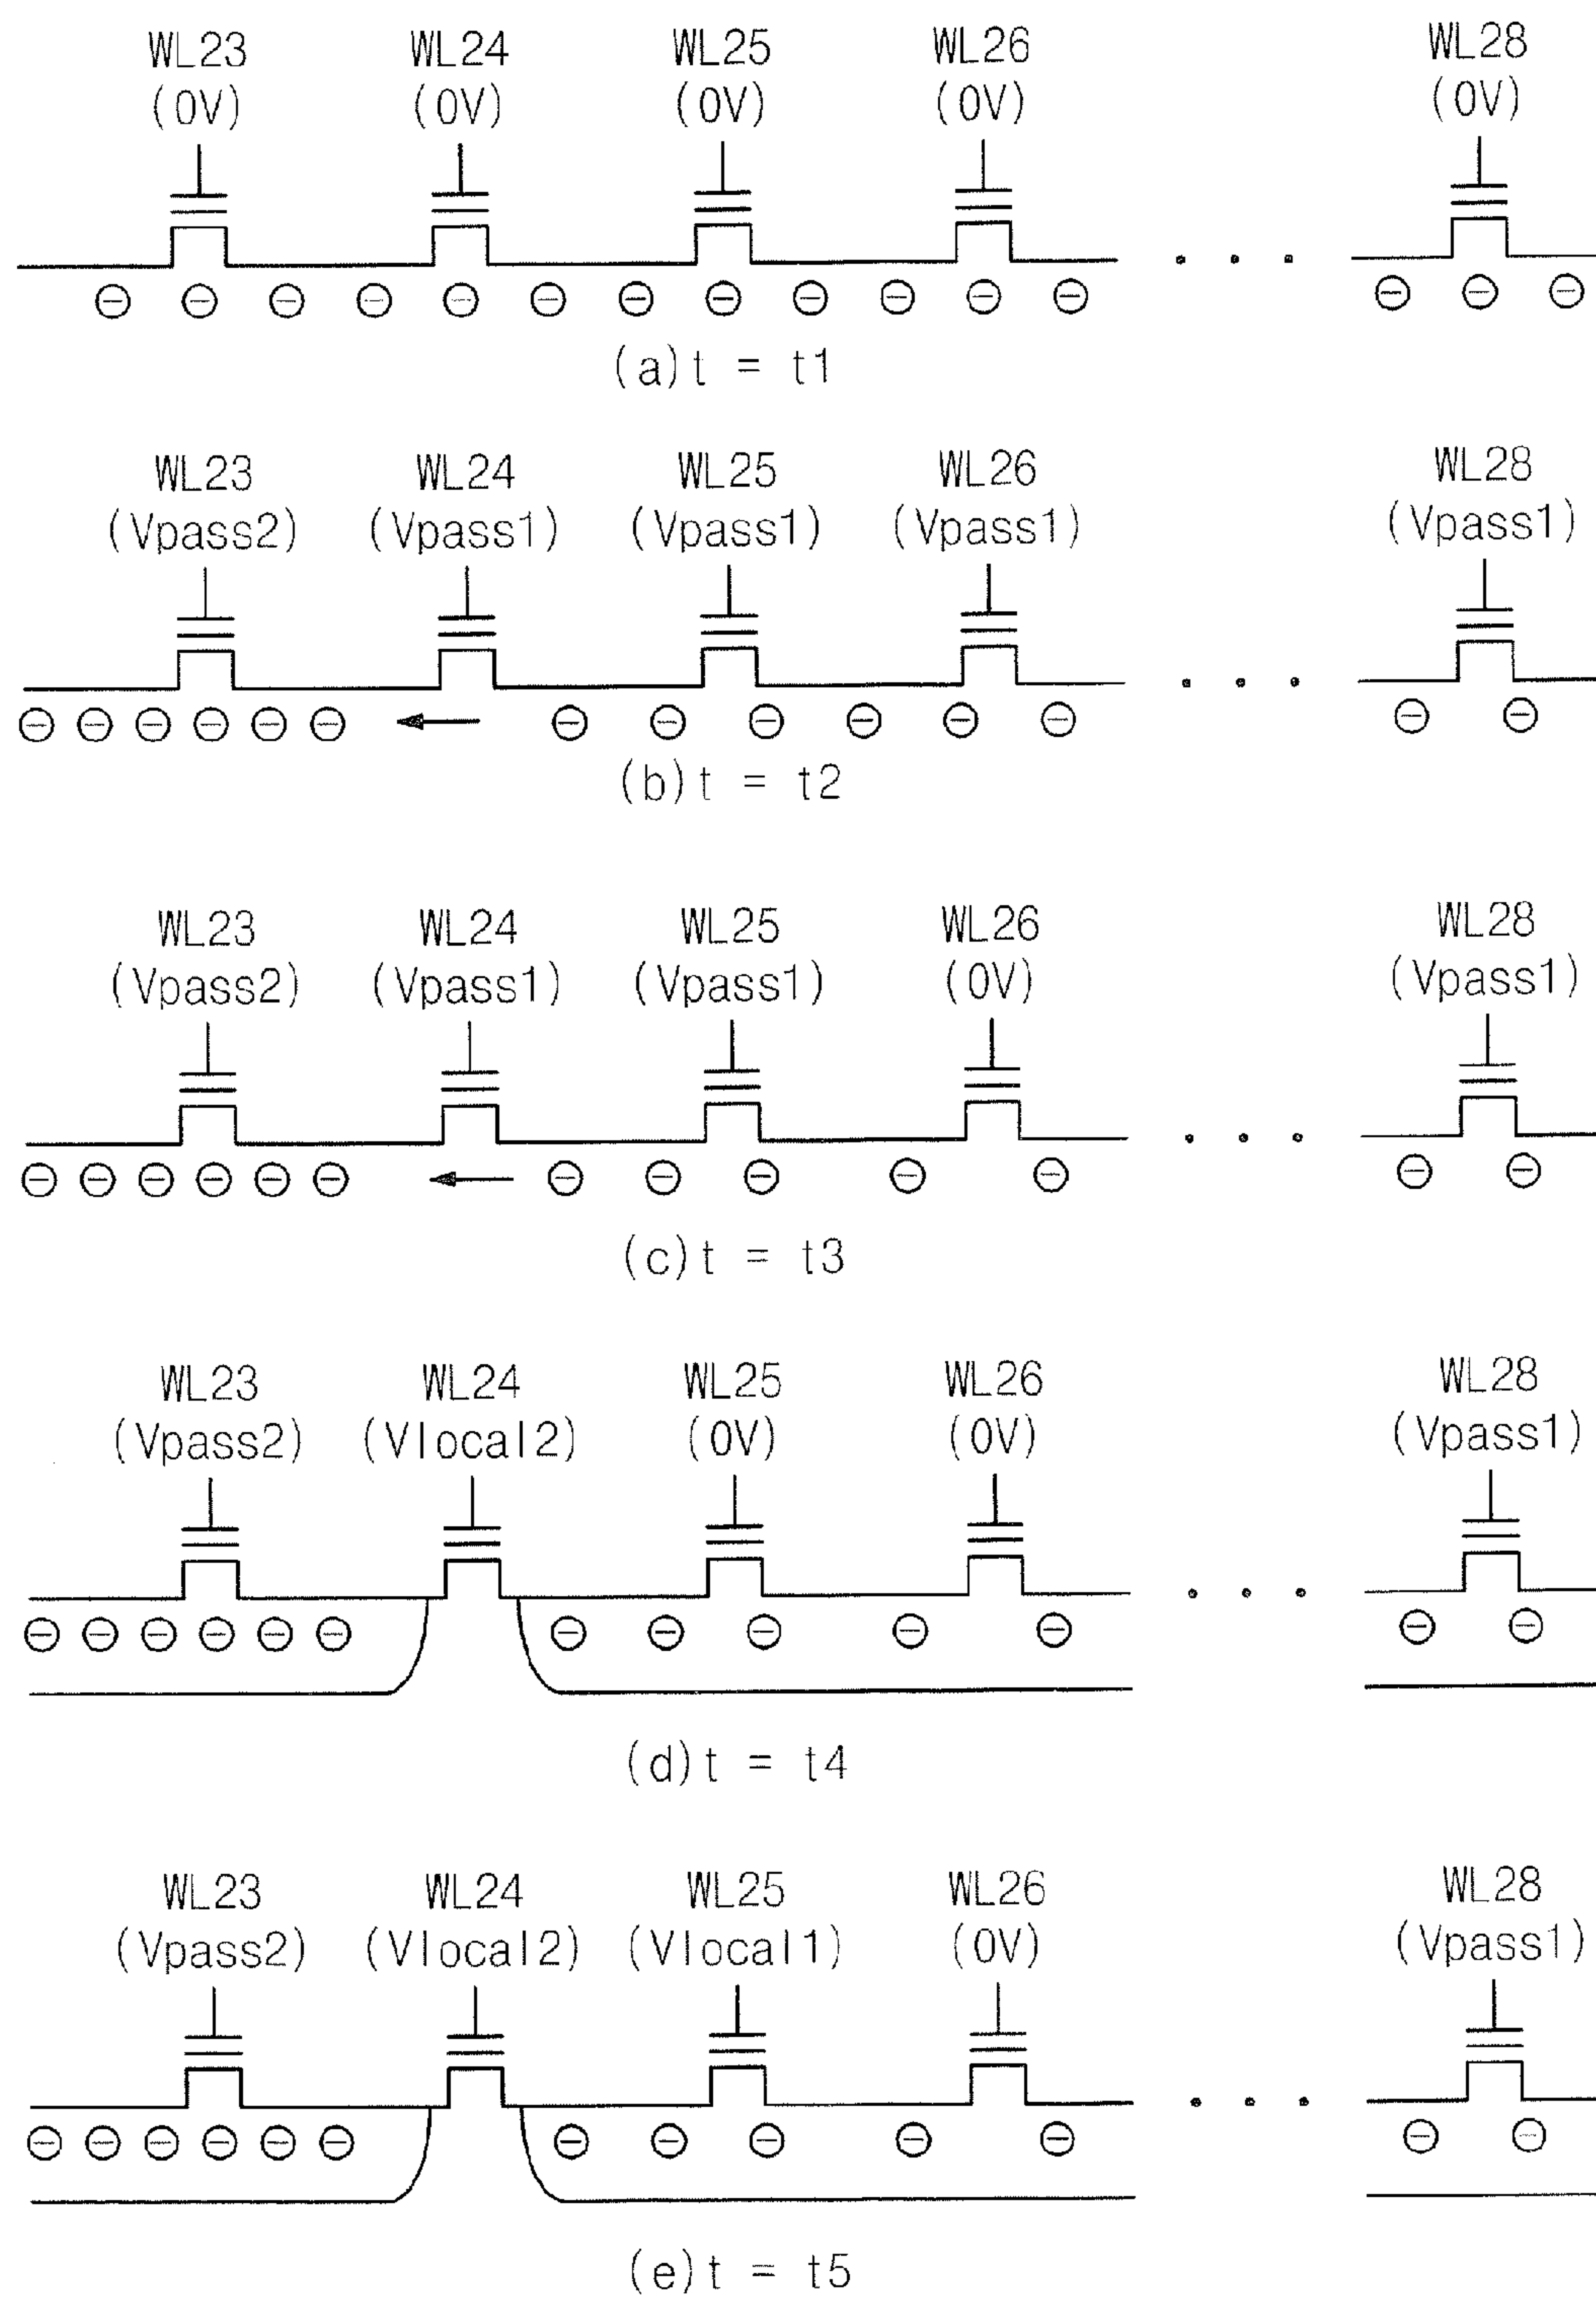 WL23 WL24 WL25 WL26 WL28
(0V) (0V) (0V) (0V) (0V)
(a) t = t1
WL23 WL24 WL25 WL26 WL28
(Vpass2) (Vpass1) (Vpass1) (Vpass1) (Vpass1)
(b) t = t2
WL23 WL24 WL25 WL26 WL28
(Vpass2) (Vpass1) (Vpass1) (0V) (Vpass1)
(c) t = t3
WL23 WL24 WL25 WL26 WL28
(Vpass2) (Vlocal2) (0V) (0V) (Vpass1)
(d) t = t4
WL23 WL24 WL25 WL26 WL28
(Vpass2) (Vlocal2) (Vlocal1) (0V) (Vpass1)
(e) t = t5